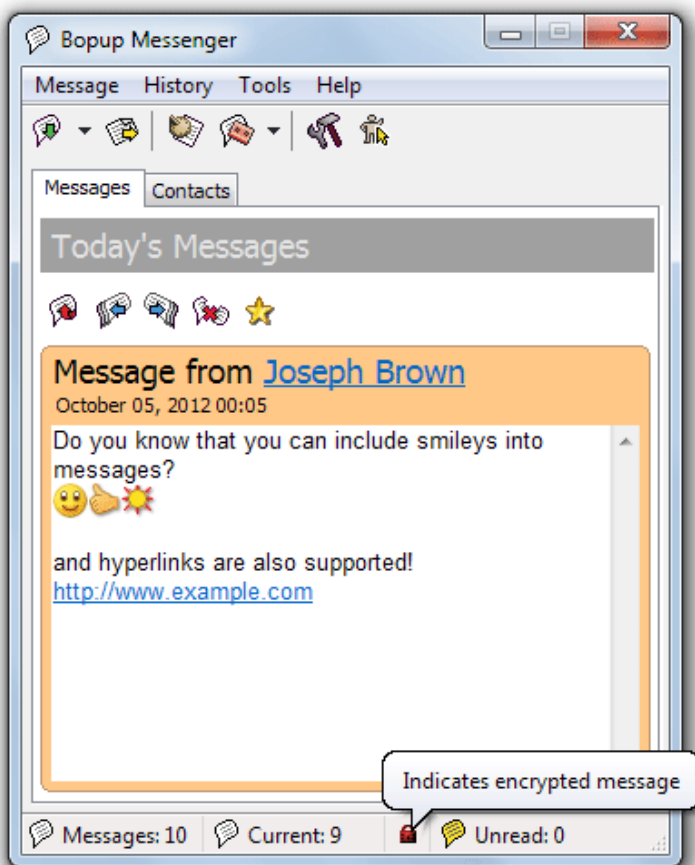 Bopup Messenger
Message History Tools Help
Messages Contacts
Today's Messages
Message from Joseph Brown
October 05, 2012 00:05
Do you know that you can include smileys into
messages?
and hyperlinks are also supported!
http://www.example.com
Indicates encrypted message
Messages: 10 Current: 9 Unread: 0